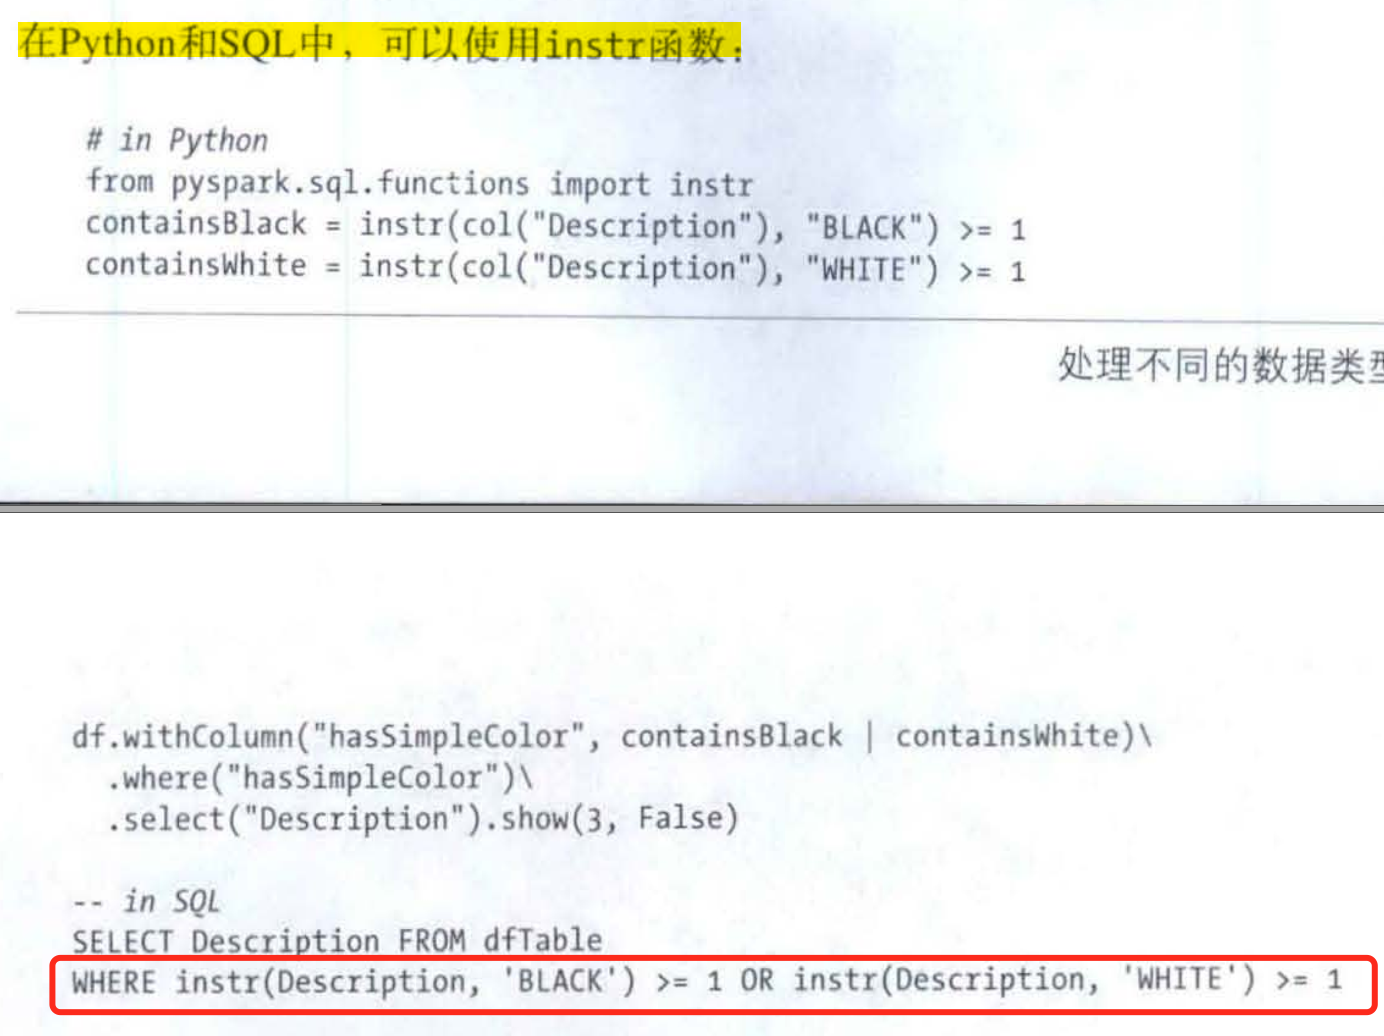 在Python和SQL中，可以使用instr函数：
# in Python
from pyspark.sql.functions import instr
containsBlack = instr(col("Description"), "BLACK") >= 1
containsWhite = instr(col("Description"), "WHITE") >= 1
处理不同的数据类型
df.withColumn("hasSimpleColor", containsBlack | containsWhite)\
.where("hasSimpleColor")\
.select("Description").show(3, False)
-- in SQL
SELECT Description FROM dfTable
WHERE instr(Description, 'BLACK') >= 1 OR instr(Description, 'WHITE') >= 1